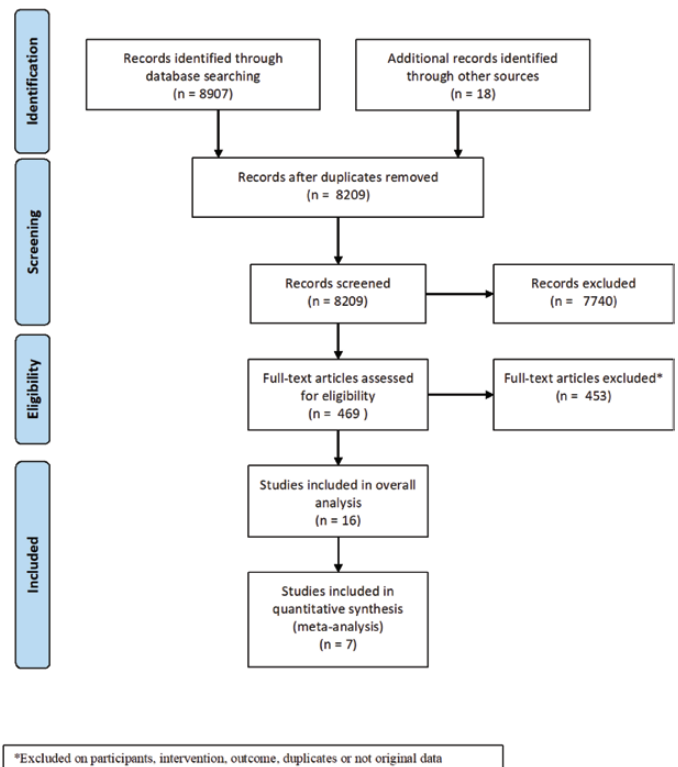 Identification
Records identified through
database searching
(n = 8907)
Additional records identified
through other sources
(n = 18)
Screening
Records after duplicates removed
(n = 8209)
Records screened
(n = 8209)
Records excluded
(n = 7740)
Eligibility
Full-text articles assessed
for eligibility
(n = 469 )
Full-text articles excluded*
(n = 453)
Included
Studies included in overall
analysis
(n = 16)
Studies included in
quantitative synthesis
(meta-analysis)
(n = 7)
*Excluded on participants, intervention, outcome, duplicates or not original data